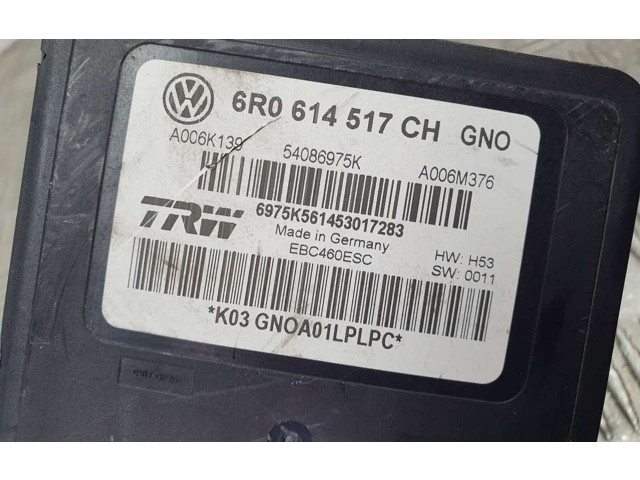 6R0 614 517 CH GNO
A006K139 54086975K A006M376
TRW 6975K561453017283
Made in Germany
EBC460ESC
HW: H53
SW: 0011
*K03 GNOA01LPLPC*